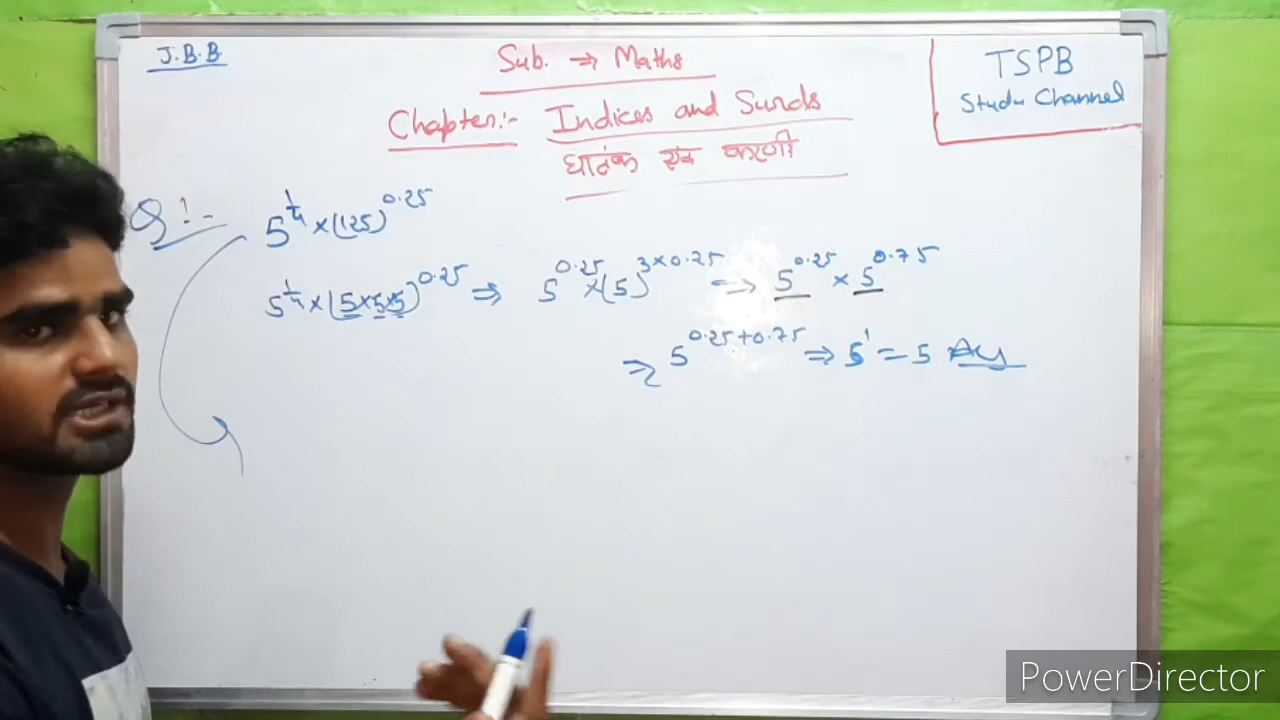 J.B.B.
Sub. ⇒ Maths
TSPB
Study Channel
Chapter:- Indices and Surds
घातांक एवं करणी
Q !- 5^1/4 × (125)^0.25
5^1/4 × (5×5×5)^0.25 ⇒ 5^0.25 × (5)^3×0.25 ⇒ 5^0.25 × 5^0.75
⇒ 5^0.25+0.75 ⇒ 5^1 = 5 Ans
PowerDirector